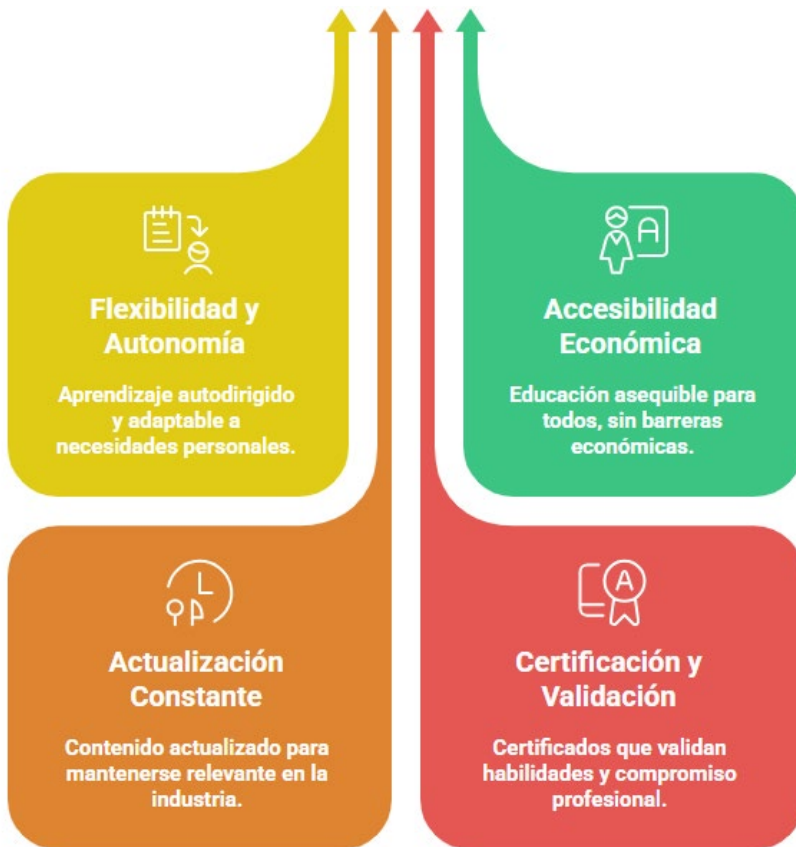 Flexibilidad y
Autonomía
Aprendizaje autodirigido
y adaptable a
necesidades personales.
Accesibilidad
Económica
Educación asequible para
todos, sin barreras
económicas.
Actualización
Constante
Contenido actualizado para
mantenerse relevante en la
industria.
Certificación y
Validación
Certificados que validan
habilidades y compromiso
profesional.